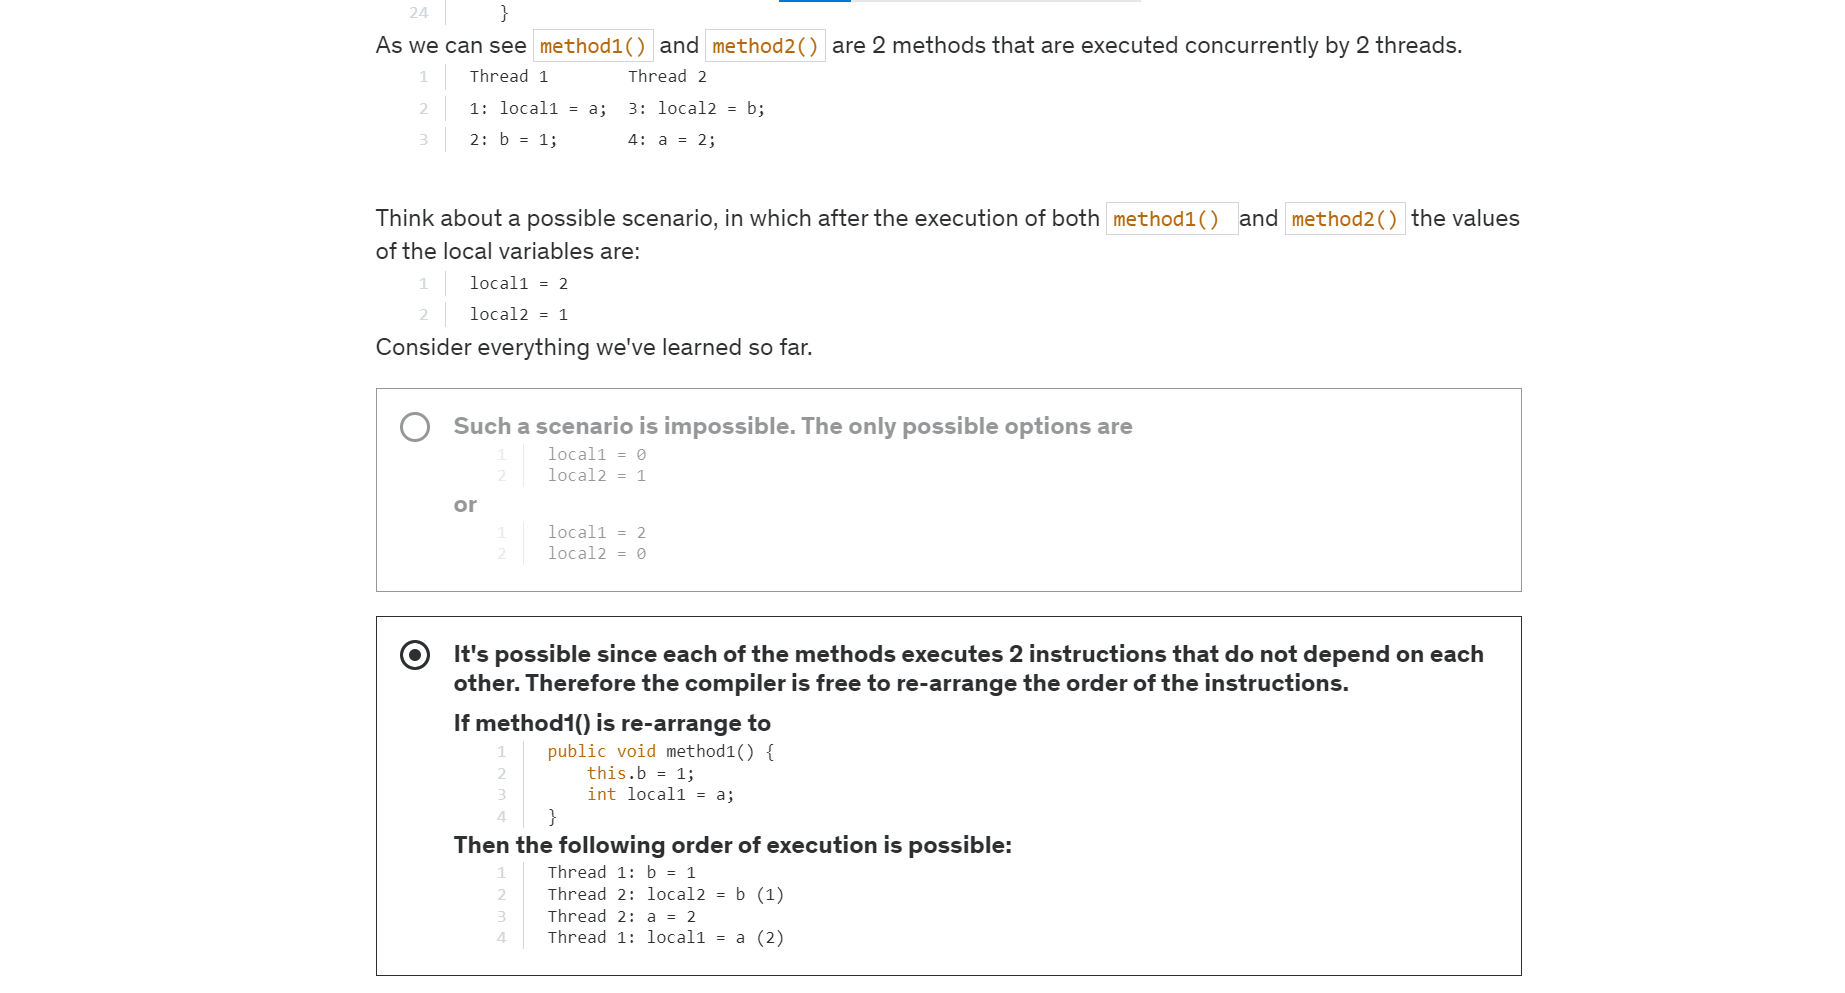 24 }
As we can see method1() and method2() are 2 methods that are executed concurrently by 2 threads.
1 Thread 1 Thread 2
2 1: local1 = a; 3: local2 = b;
3 2: b = 1; 4: a = 2;
Think about a possible scenario, in which after the execution of both method1() and method2() the values
of the local variables are:
1 local1 = 2
2 local2 = 1
Consider everything we've learned so far.
Such a scenario is impossible. The only possible options are
1 local1 = 0
2 local2 = 1
or
1 local1 = 2
2 local2 = 0
It's possible since each of the methods executes 2 instructions that do not depend on each
other. Therefore the compiler is free to re-arrange the order of the instructions.
If method1() is re-arrange to
1 public void method1() {
2 this.b = 1;
3 int local1 = a;
4 }
Then the following order of execution is possible:
1 Thread 1: b = 1
2 Thread 2: local2 = b (1)
3 Thread 2: a = 2
4 Thread 1: local1 = a (2)